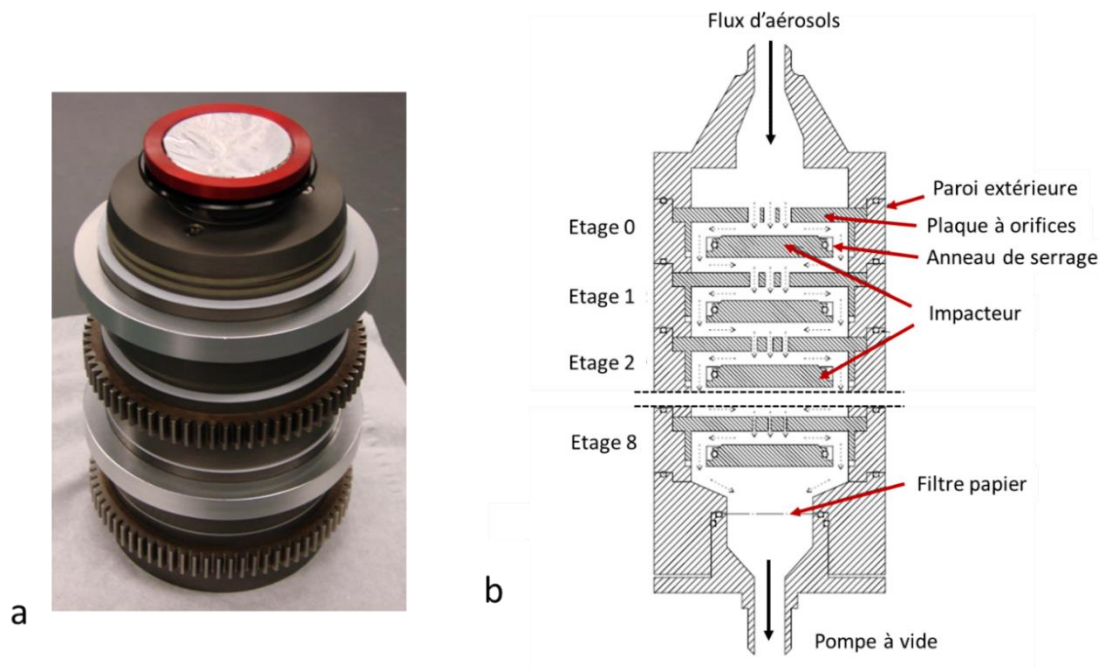 Flux d'aérosols
Paroi extérieure
Plaque à orifices
Anneau de serrage
Etage 0
Etage 1
Impacteur
Etage 2
Etage 8
Filtre papier
a
b
Pompe à vide